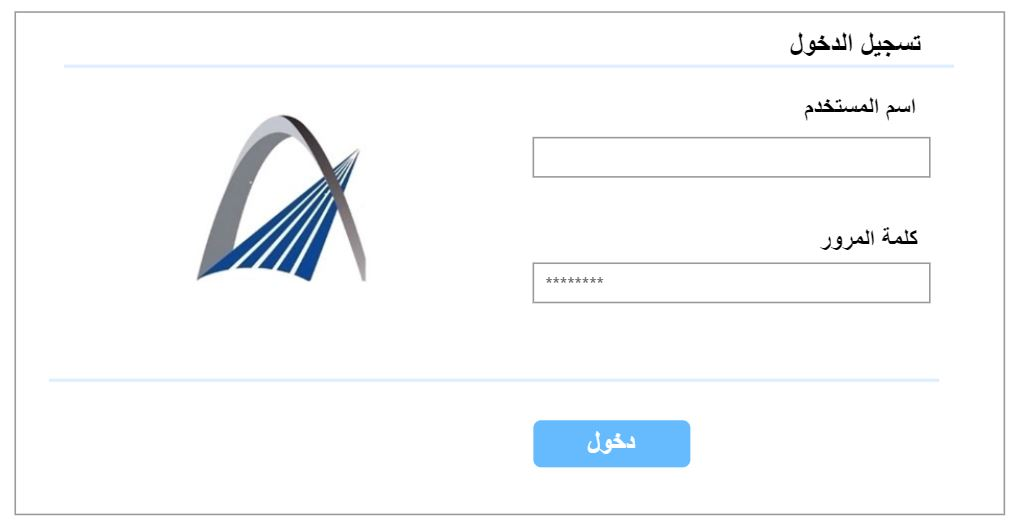 تسجيل الدخول
اسم المستخدم
كلمة المرور
********
دخول